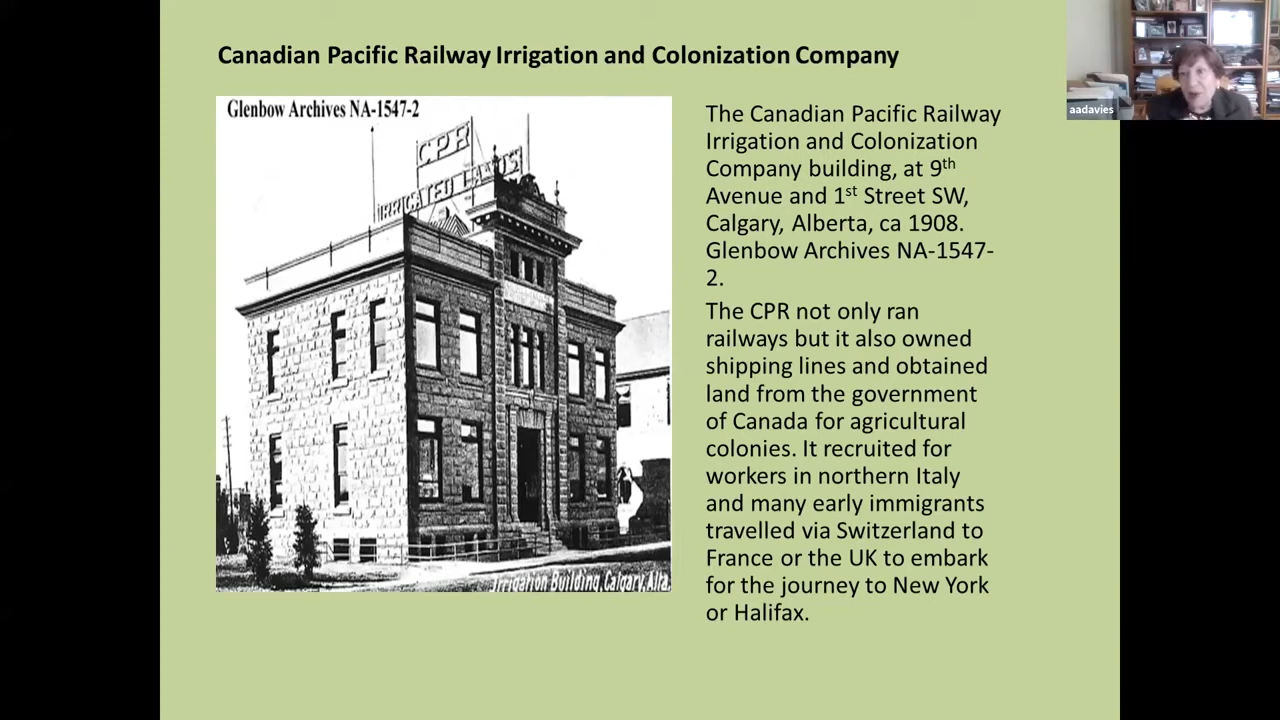 Canadian Pacific Railway Irrigation and Colonization Company
Glenbow Archives NA-1547-2
CPR
IRRIGATED LANDS
Irrigation Building, Calgary, Alta.
The Canadian Pacific Railway
Irrigation and Colonization
Company building, at 9th
Avenue and 1st Street SW,
Calgary, Alberta, ca 1908.
Glenbow Archives NA-1547-
2.
The CPR not only ran
railways but it also owned
shipping lines and obtained
land from the government
of Canada for agricultural
colonies. It recruited for
workers in northern Italy
and many early immigrants
travelled via Switzerland to
France or the UK to embark
for the journey to New York
or Halifax.
aadavies